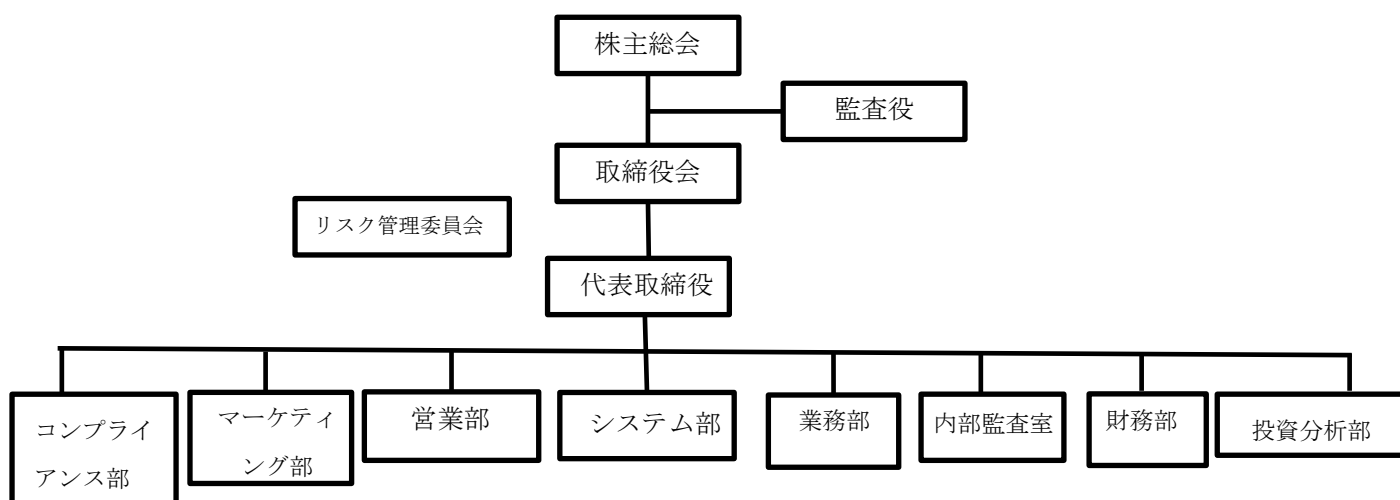 株主総会
監査役
取締役会
リスク管理委員会
代表取締役
コンプライ
アンス部
マーケティ
ング部
営業部
システム部
業務部
内部監査室
財務部
投資分析部